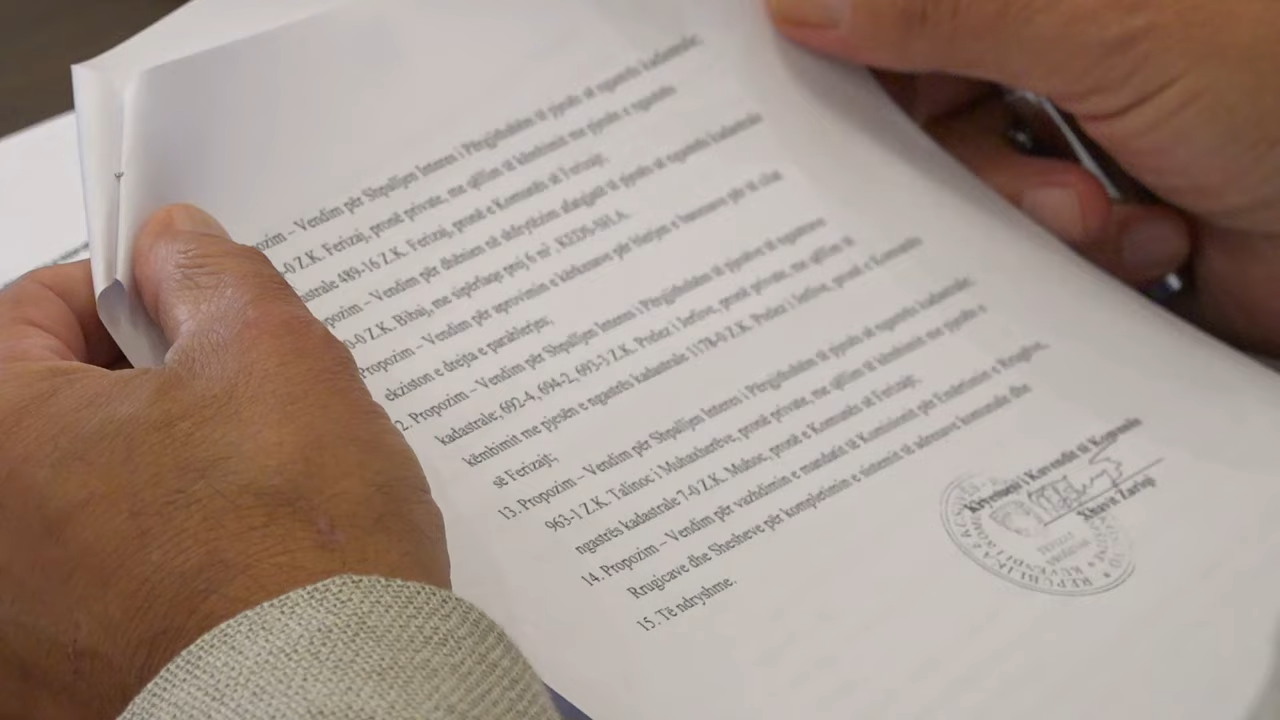 pozim – Vendim për Shpalljen Interes i Përgjithshëm të pjesës së ngastrës kadastrale;
-0 Z.K. Ferizaj, pronë private, me qëllim të këmbimit me pjesën e ngastrës
astrale 489-16 Z.K. Ferizaj, pronë e Komunës së Ferizajt;
pozim – Vendim për dhënien në shfrytëzim afatgjatë të pjesës së ngastrës kadastrale
0-0 Z.K. Bibaj, me sipërfaqe prej 6 m², KEDS-SH.A.
Propozim – Vendim për aprovimin e kërkesave për blerjen e banesave për të cilat
ekziston e drejta e parablerjes;
2. Propozim – Vendim për Shpalljen Interes i Përgjithshëm të pjesëve të ngastrave
kadastrale; 692-4, 694-2, 693-3 Z.K. Prelez i Jerlive, pronë private, me qëllim të
këmbimit me pjesën e ngastrës kadastrale 1178-0 Z.K. Prelez i Jerlive, pronë e Komunës
së Ferizajt;
13. Propozim – Vendim për Shpalljen Interes i Përgjithshëm të pjesës së ngastrës kadastrale;
963-1 Z.K. Talinoc i Muhaxherëve, pronë private, me qëllim të këmbimit me pjesën e
ngastrës kadastrale 7-0 Z.K. Muhoc, pronë e Komunës së Ferizajt;
14. Propozim – Vendim për vazhdimin e mandatit të Komisionit për Emërtimin e Rrugëve,
Rrugicave dhe Shesheve për kompletimin e sistemit të adresave komunale dhe
15. Të ndryshme.
Kryetuesi i Kuvendit të Komunës
Xhavit Zariqi
REPUBLIKA E KOSOVËS